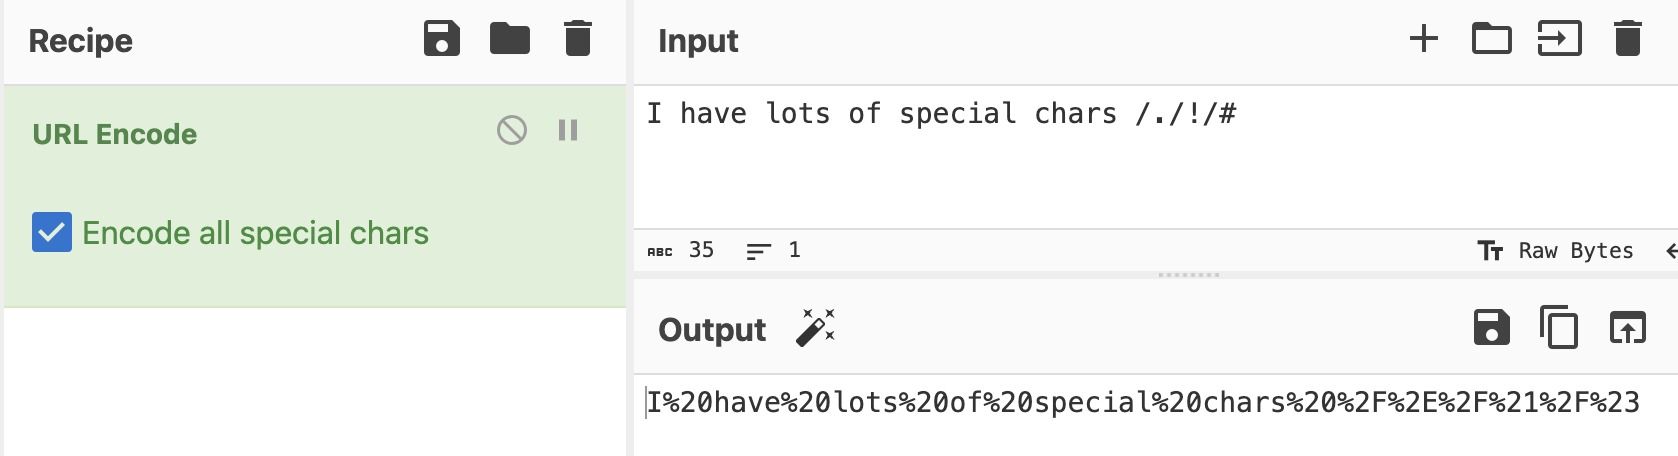 Recipe
URL Encode
Encode all special chars
Input
I have lots of special chars /./!/#
ABC 35 1
Raw Bytes
Output
I%20have%20lots%20of%20special%20chars%20%2F%2E%2F%21%2F%23